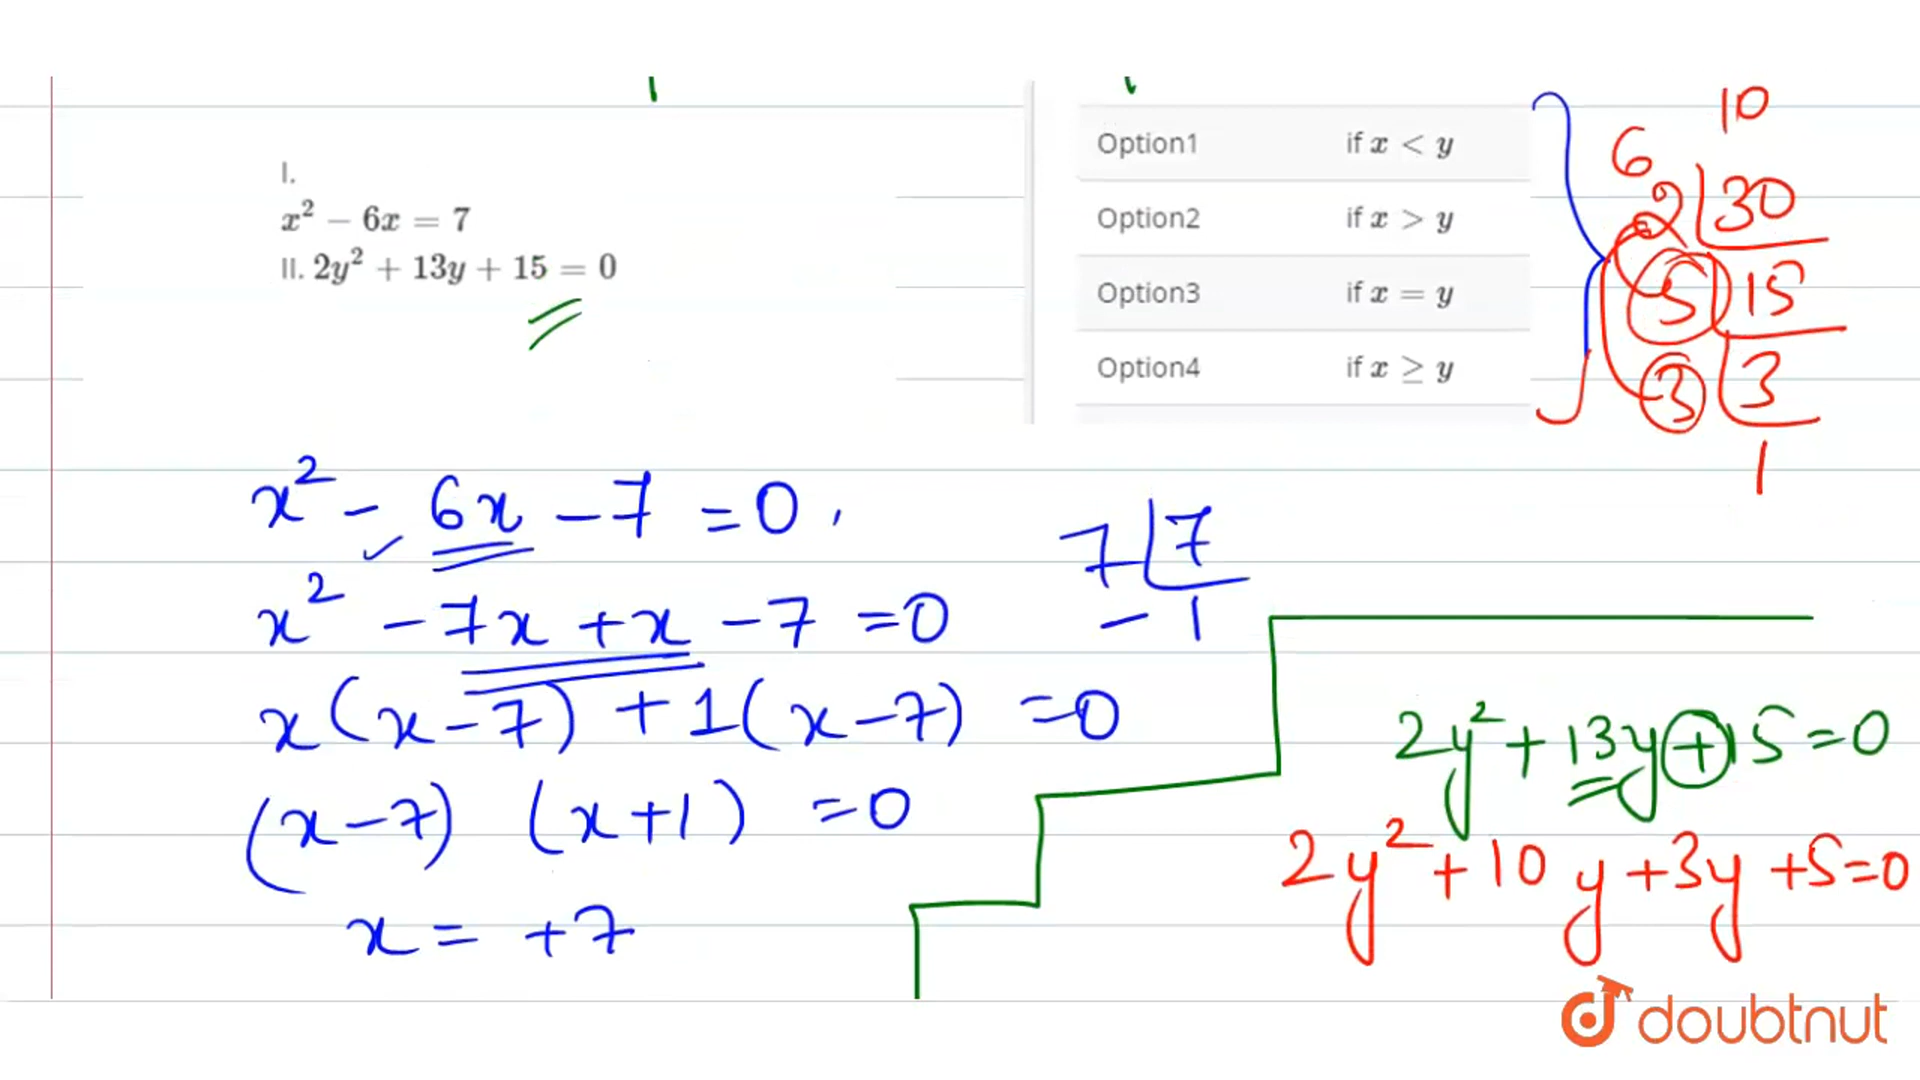 I.
x² − 6x = 7
II. 2y² + 13y + 15 = 0
Option1 if x < y
Option2 if x > y
Option3 if x = y
Option4 if x ≥ y
10
6
2 30
5 15
3 3
1
x² - 6x - 7 = 0
7 7
- 1
x² - 7x + x - 7 = 0
x(x-7) + 1(x-7) = 0
(x-7) (x+1) = 0
x = +7
2y² + 13y + 15 = 0
2y² + 10y + 3y + 5 = 0
doubtnut